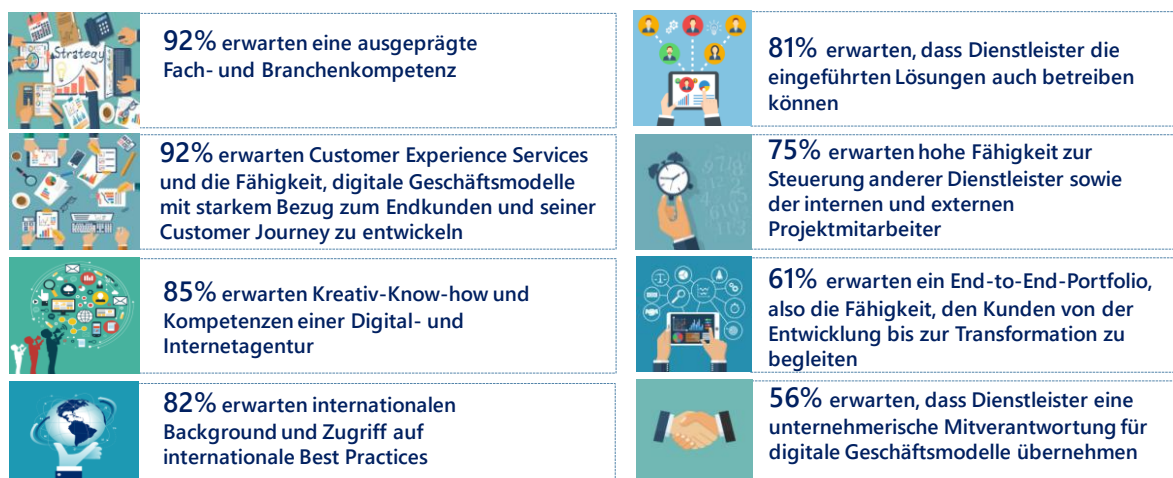 Strategy
92% erwarten eine ausgeprägte
Fach- und Branchenkompetenz
92% erwarten Customer Experience Services
und die Fähigkeit, digitale Geschäftsmodelle
mit starkem Bezug zum Endkunden und seiner
Customer Journey zu entwickeln
85% erwarten Kreativ-Know-how und
Kompetenzen einer Digital- und
Internetagentur
82% erwarten internationalen
Background und Zugriff auf
internationale Best Practices
81% erwarten, dass Dienstleister die
eingeführten Lösungen auch betreiben
können
75% erwarten hohe Fähigkeit zur
Steuerung anderer Dienstleister sowie
der internen und externen
Projektmitarbeiter
61% erwarten ein End-to-End-Portfolio,
also die Fähigkeit, den Kunden von der
Entwicklung bis zur Transformation zu
begleiten
56% erwarten, dass Dienstleister eine
unternehmerische Mitverantwortung für
digitale Geschäftsmodelle übernehmen